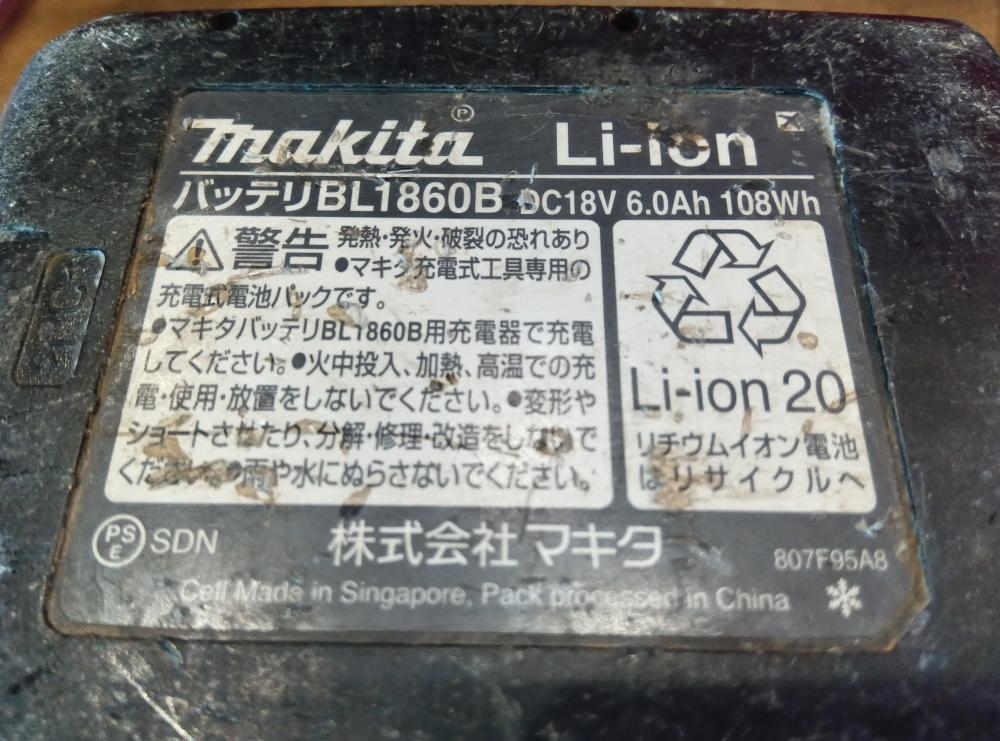 makita Ⓟ Li-ion
バッテリBL1860B DC18V 6.0Ah 108Wh
⚠警告 発熱・発火・破裂の恐れあり
●マキタ充電式工具専用の
充電式電池パックです。
●マキタバッテリBL1860B用充電器で充電
してください。●火中投入、加熱、高温での充
電・使用・放置をしないでください。●変形や
ショートさせたり、分解・修理・改造をしないで
ください。●雨や水にぬらさないでください。
Li-ion 20
リチウムイオン電池
はリサイクルへ
PSE SDN 株式会社マキタ 807F95A8
Cell Made in Singapore, Pack processed in China